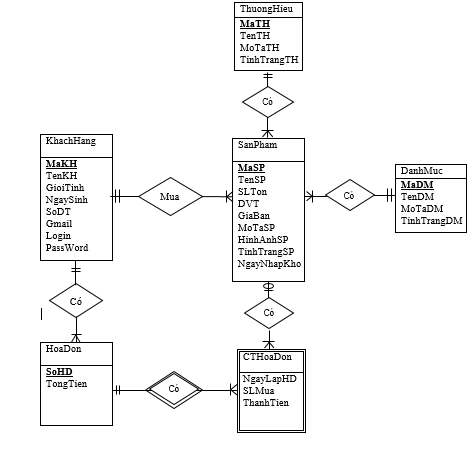 ThuongHieu
MaTH
TenTH
MoTaTH
TinhTrangTH
Có
KhachHang
MaKH
TenKH
GioiTinh
NgaySinh
SoDT
Gmail
Login
PassWord
Mua
SanPham
MaSP
TenSP
SLTon
DVT
GiaBan
MoTaSP
HinhAnhSP
TinhTrangSP
NgayNhapKho
Có
DanhMuc
MaDM
TenDM
MoTaDM
TinhTrangDM
Có
Có
HoaDon
SoHD
TongTien
Có
CTHoaDon
NgayLapHD
SLMua
ThanhTien